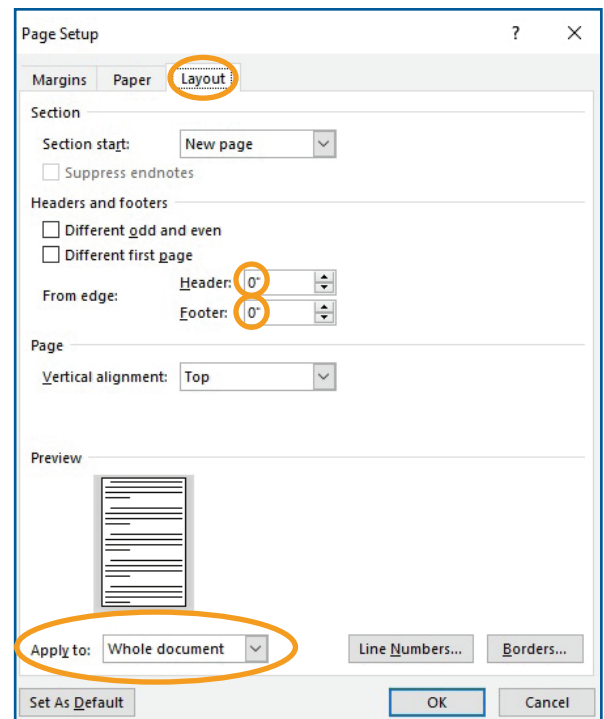 Page Setup ? ×
Margins Paper Layout
Section
Section start: New page
Suppress endnotes
Headers and footers
Different odd and even
Different first page
From edge:
Header: 0"
Footer: 0"
Page
Vertical alignment: Top
Preview
Apply to: Whole document
Line Numbers... Borders...
Set As Default OK Cancel